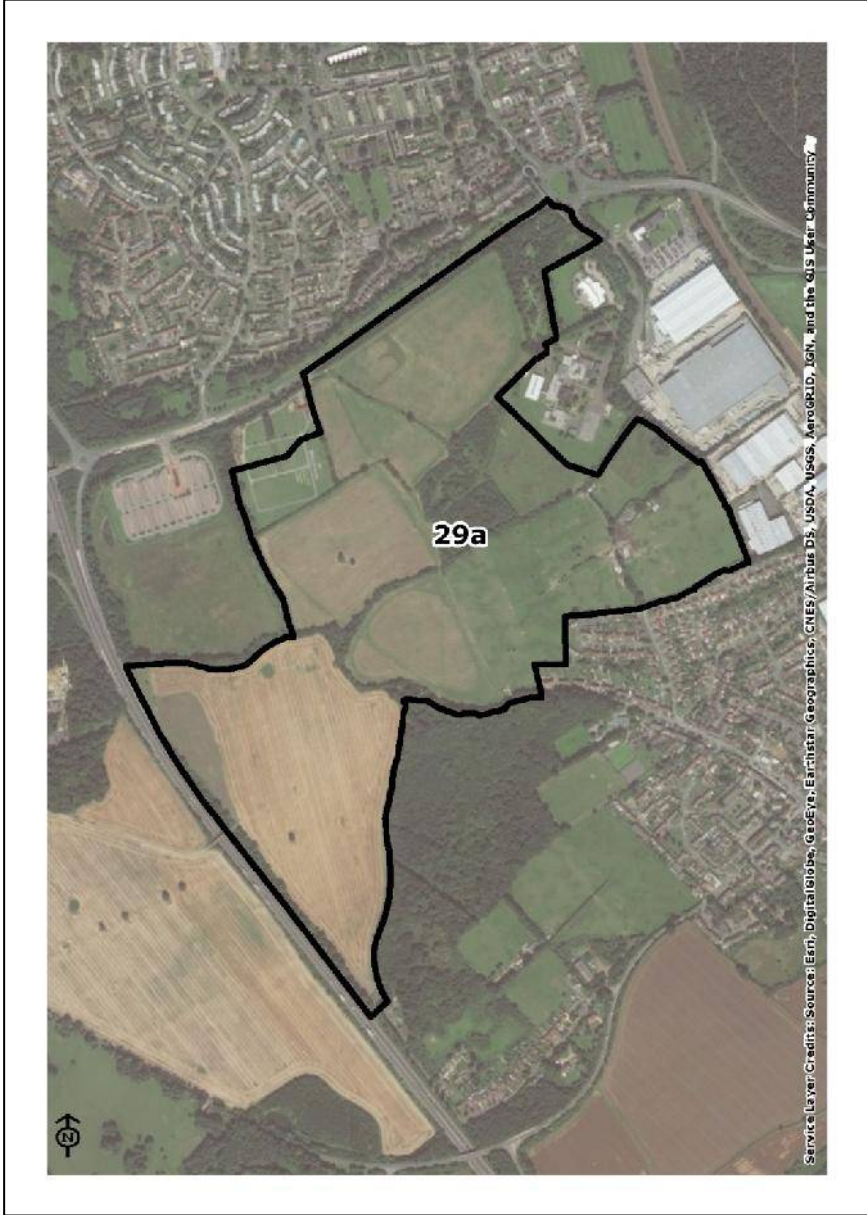 N
29a
Service Layer Credits: Source: Esri, DigitalGlobe, GeoEye, Earthstar Geographics, CNES/Airbus DS, USDA, USGS, AeroGRID, IGN, and the GIS User Community